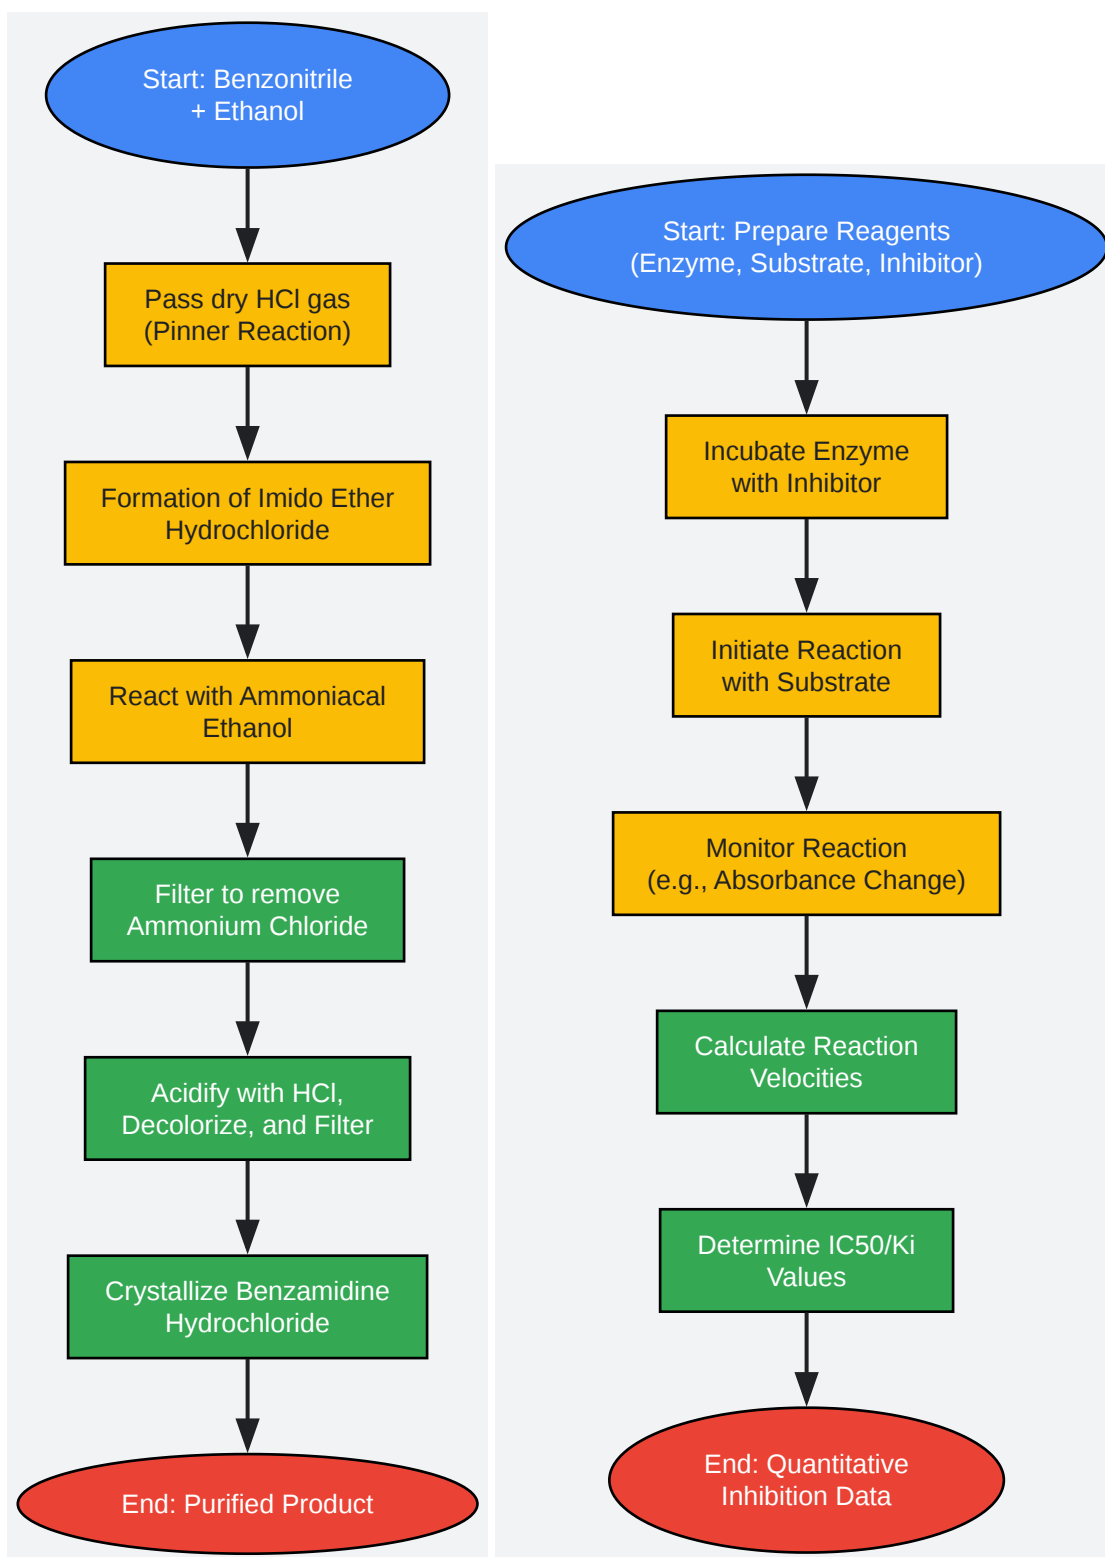 Start: Benzonitrile
+ Ethanol
Pass dry HCl gas
(Pinner Reaction)
Formation of Imido Ether
Hydrochloride
React with Ammoniacal
Ethanol
Filter to remove
Ammonium Chloride
Acidify with HCl,
Decolorize, and Filter
Crystallize Benzamidine
Hydrochloride
End: Purified Product
Start: Prepare Reagents
(Enzyme, Substrate, Inhibitor)
Incubate Enzyme
with Inhibitor
Initiate Reaction
with Substrate
Monitor Reaction
(e.g., Absorbance Change)
Calculate Reaction
Velocities
Determine IC50/Ki
Values
End: Quantitative
Inhibition Data